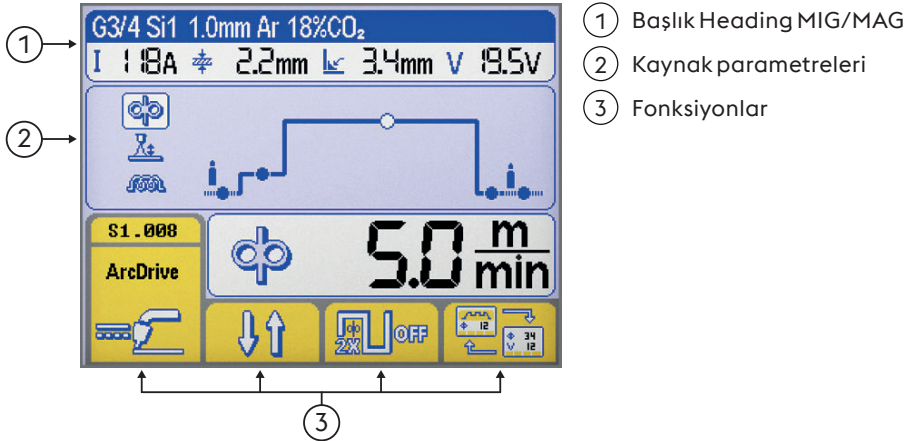 G3/4 Si1 1.0mm Ar 18%CO₂
I 118A 2.2mm 3.4mm V 19.5V
S1.008
ArcDrive
5.0 m/min
2X OFF
12
34
V 12
1 Başlık Heading MIG/MAG
2 Kaynak parametreleri
3 Fonksiyonlar
1
2
3